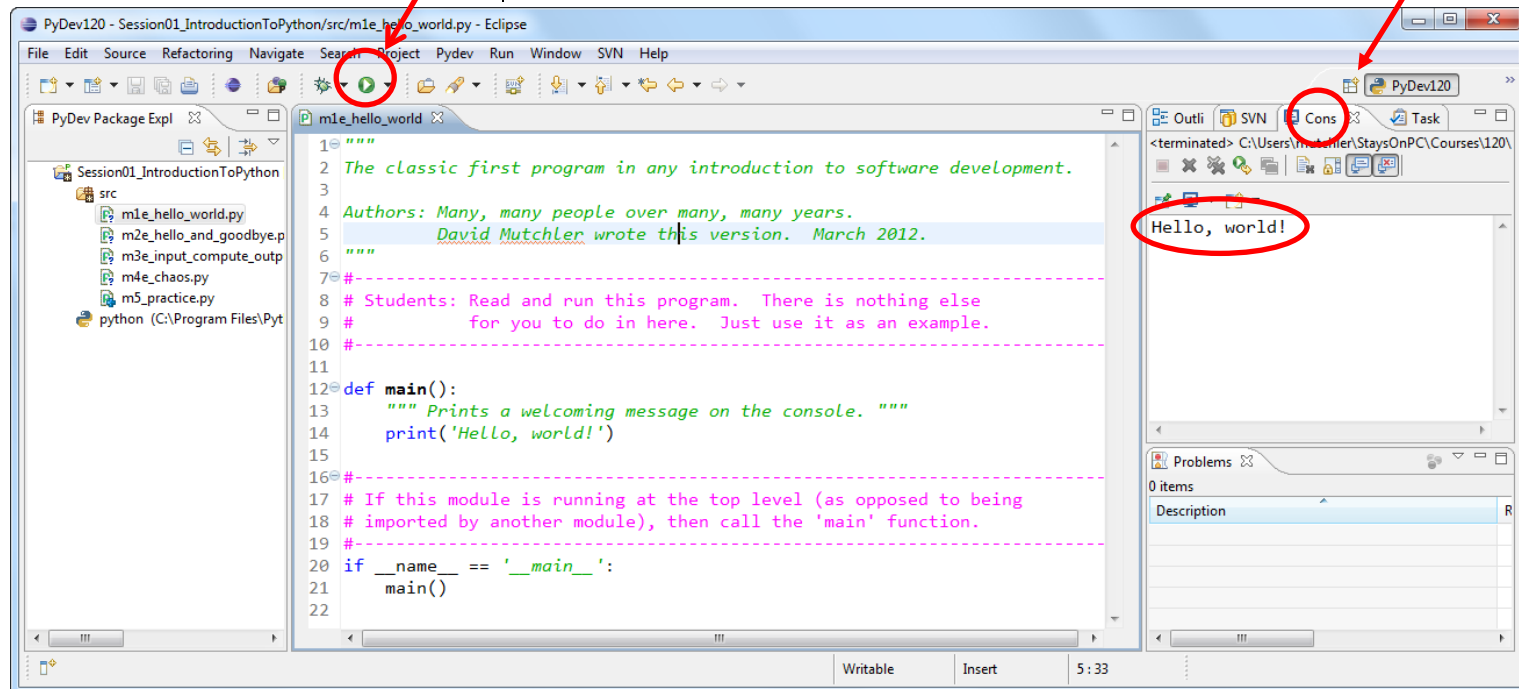 PyDev120 - Session01_IntroductionToPython/src/m1e_hello_world.py - Eclipse
File Edit Source Refactoring Navigate Search Project Pydev Run Window SVN Help
PyDev120
PyDev Package Expl
Session01_IntroductionToPython
src
m1e_hello_world.py
m2e_hello_and_goodbye.p
m3e_input_compute_outp
m4e_chaos.py
m5_practice.py
python (C:\Program Files\Pyt
m1e_hello_world
1 """
2 The classic first program in any introduction to software development.
3
4 Authors: Many, many people over many, many years.
5 David Mutchler wrote this version. March 2012.
6 """
7 #------------------------------------------------------------------------
8 # Students: Read and run this program. There is nothing else
9 # for you to do in here. Just use it as an example.
10 #------------------------------------------------------------------------
11
12 def main():
13 """ Prints a welcoming message on the console. """
14 print('Hello, world!')
15
16 #------------------------------------------------------------------------
17 # If this module is running at the top level (as opposed to being
18 # imported by another module), then call the 'main' function.
19 #------------------------------------------------------------------------
20 if __name__ == '__main__':
21 main()
22
Outli SVN Cons Task
<terminated> C:\Users\mutchler\StaysOnPC\Courses\120\
Hello, world!
Problems
0 items
Description R
Writable Insert 5 : 33